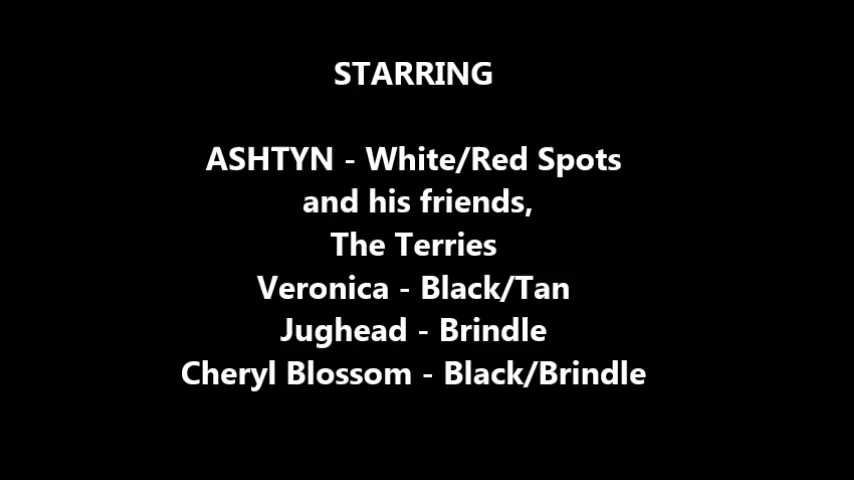 STARRING
ASHTYN - White/Red Spots
and his friends,
The Terries
Veronica - Black/Tan
Jughead - Brindle
Cheryl Blossom - Black/Brindle